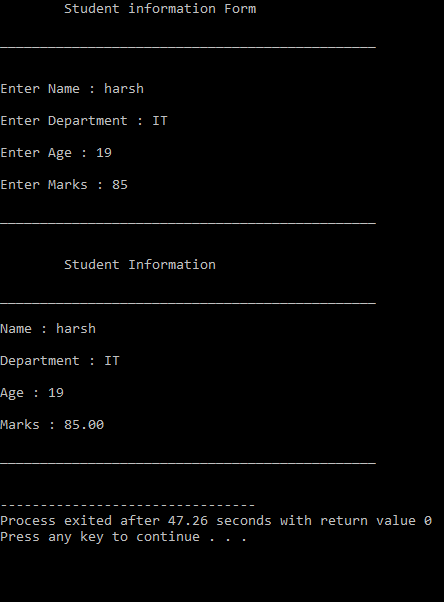 Student information Form
_______________________________________________
Enter Name : harsh
Enter Department : IT
Enter Age : 19
Enter Marks : 85
_______________________________________________
Student Information
_______________________________________________
Name : harsh
Department : IT
Age : 19
Marks : 85.00
_______________________________________________
--------------------------------
Process exited after 47.26 seconds with return value 0
Press any key to continue . . .